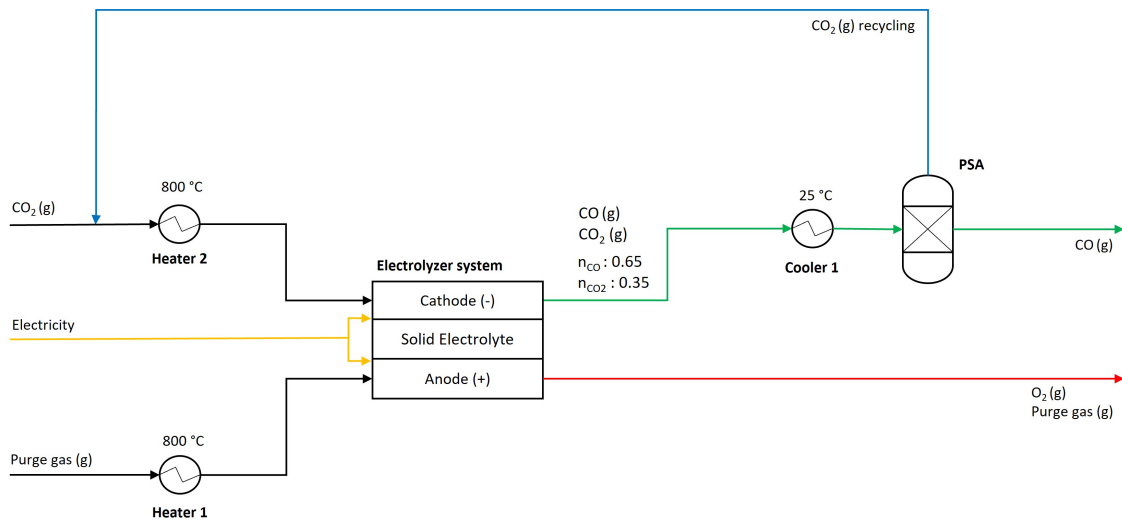 CO₂ (g) recycling
PSA
800 °C
25 °C
CO₂ (g)
CO (g)
CO₂ (g)
n_CO : 0.65
n_CO2 : 0.35
CO (g)
Heater 2
Cooler 1
Electrolyzer system
Cathode (-)
Electricity
Solid Electrolyte
Anode (+)
O₂ (g)
Purge gas (g)
800 °C
Purge gas (g)
Heater 1